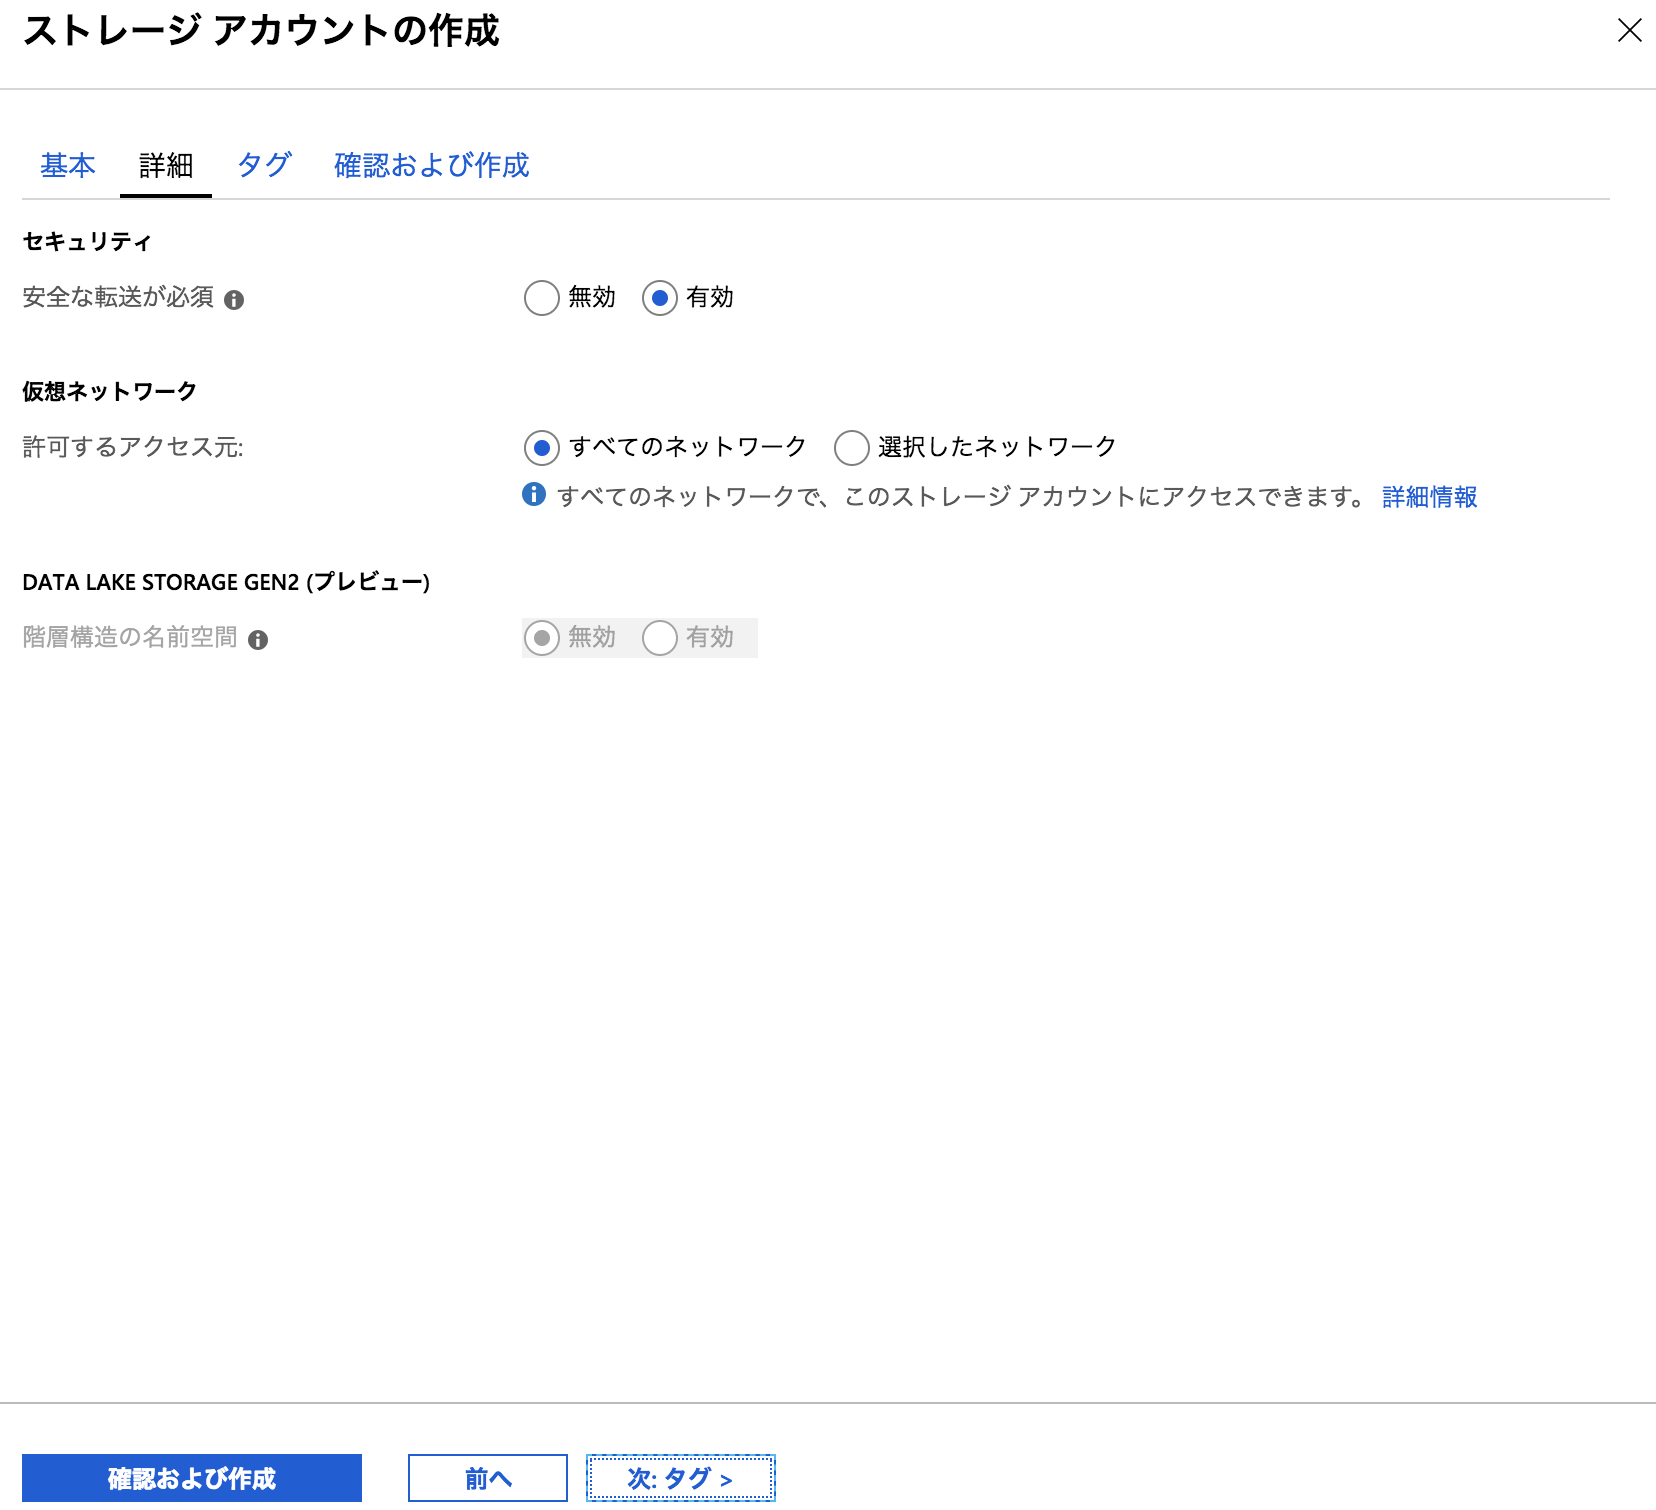 ストレージ アカウントの作成
基本 詳細 タグ 確認および作成
セキュリティ
安全な転送が必須 無効 有効
仮想ネットワーク
許可するアクセス元: すべてのネットワーク 選択したネットワーク
すべてのネットワークで、このストレージ アカウントにアクセスできます。 詳細情報
DATA LAKE STORAGE GEN2 (プレビュー)
階層構造の名前空間 無効 有効
確認および作成 前へ 次: タグ >